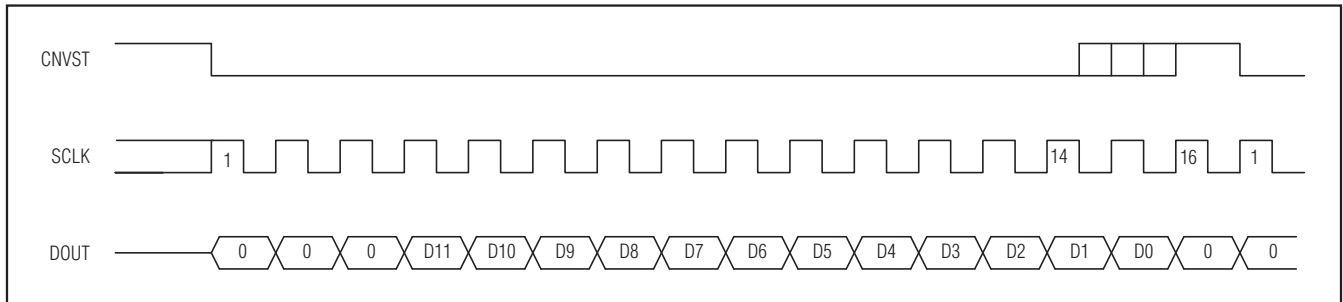 CNVST
SCLK 1 14 16 1
DOUT 0 0 0 D11 D10 D9 D8 D7 D6 D5 D4 D3 D2 D1 D0 0 0